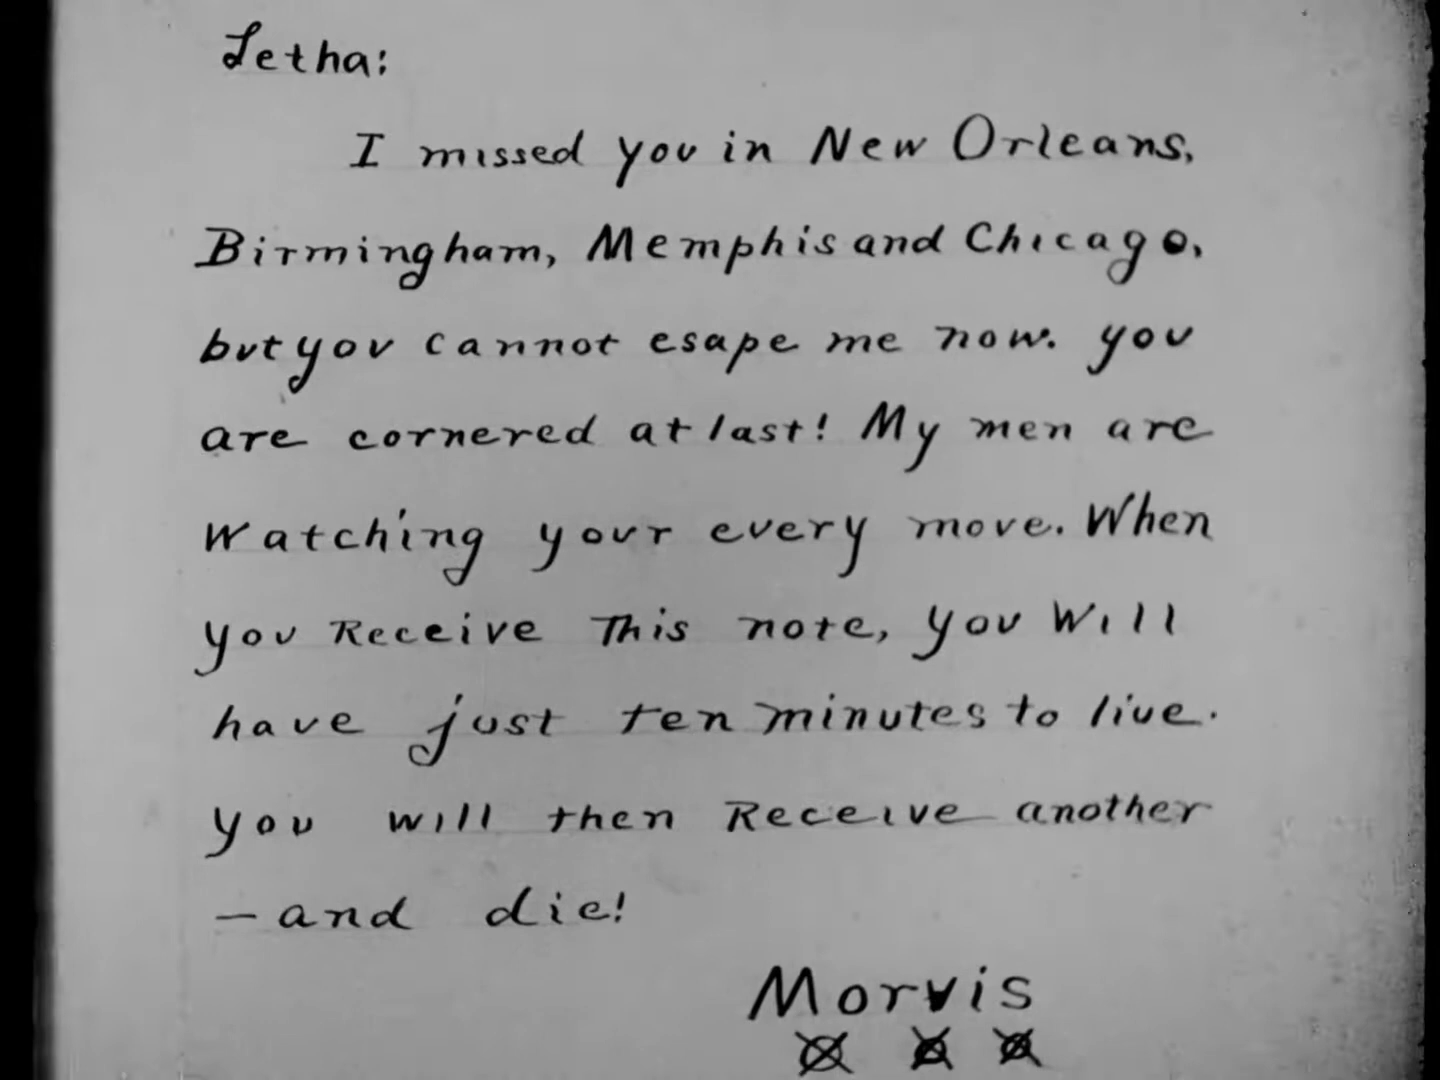 Letha:
I missed you in New Orleans,
Birmingham, Memphis and Chicago,
but you cannot esape me now. you
are cornered at last! My men are
watching your every move. When
you Receive This note, you Will
have just ten minutes to live.
you will then Receive another
— and die!
Morvis